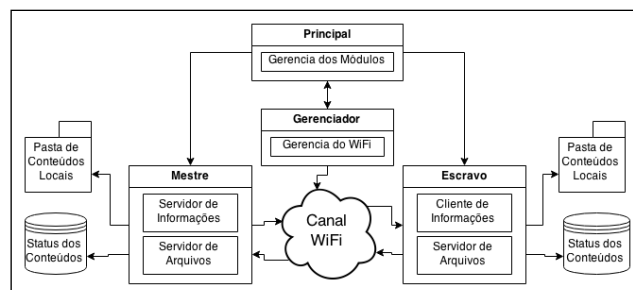 Principal
Gerencia dos Módulos
Gerenciador
Gerencia do WiFi
Pasta de
Conteúdos
Locais
Status dos
Conteúdos
Mestre
Servidor de
Informações
Servidor de
Arquivos
Canal
WiFi
Escravo
Cliente de
Informações
Servidor de
Arquivos
Pasta de
Conteúdos
Locais
Status dos
Conteúdos